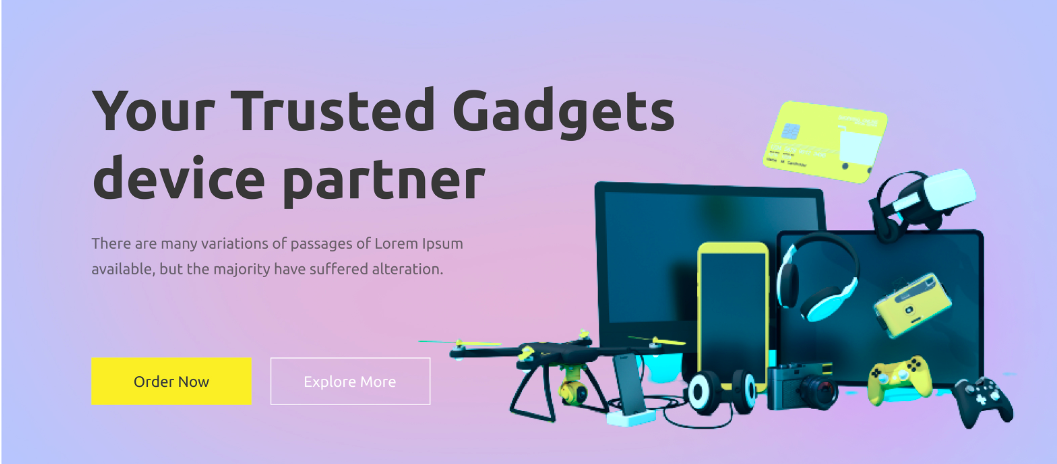 Your Trusted Gadgets
device partner
There are many variations of passages of Lorem Ipsum
available, but the majority have suffered alteration.
Order Now
Explore More